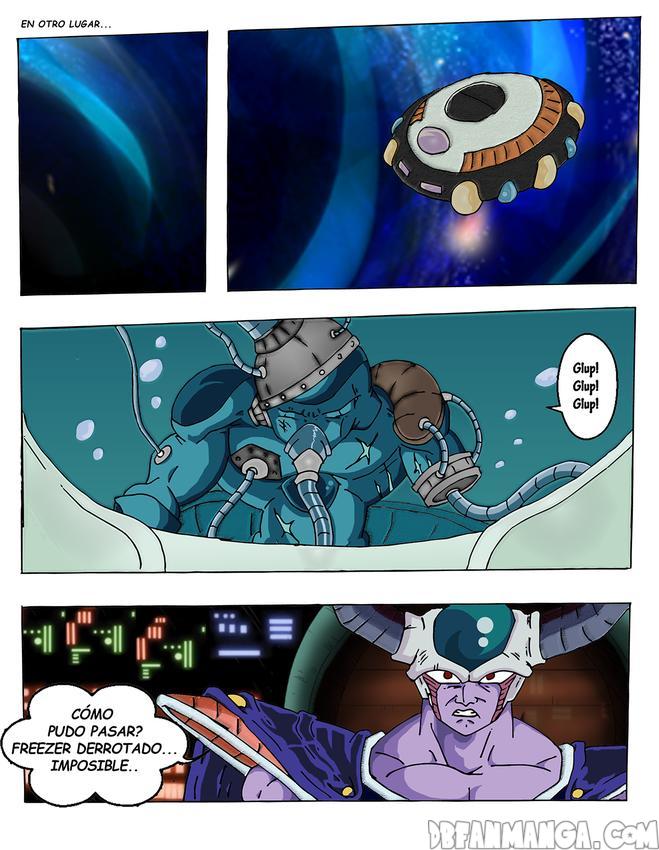 EN OTRO LUGAR...
Glup!
Glup!
Glup!
CÓMO
PUDO PASAR?
FREEZER DERROTADO...
IMPOSIBLE..
DBFANMANGA.COM